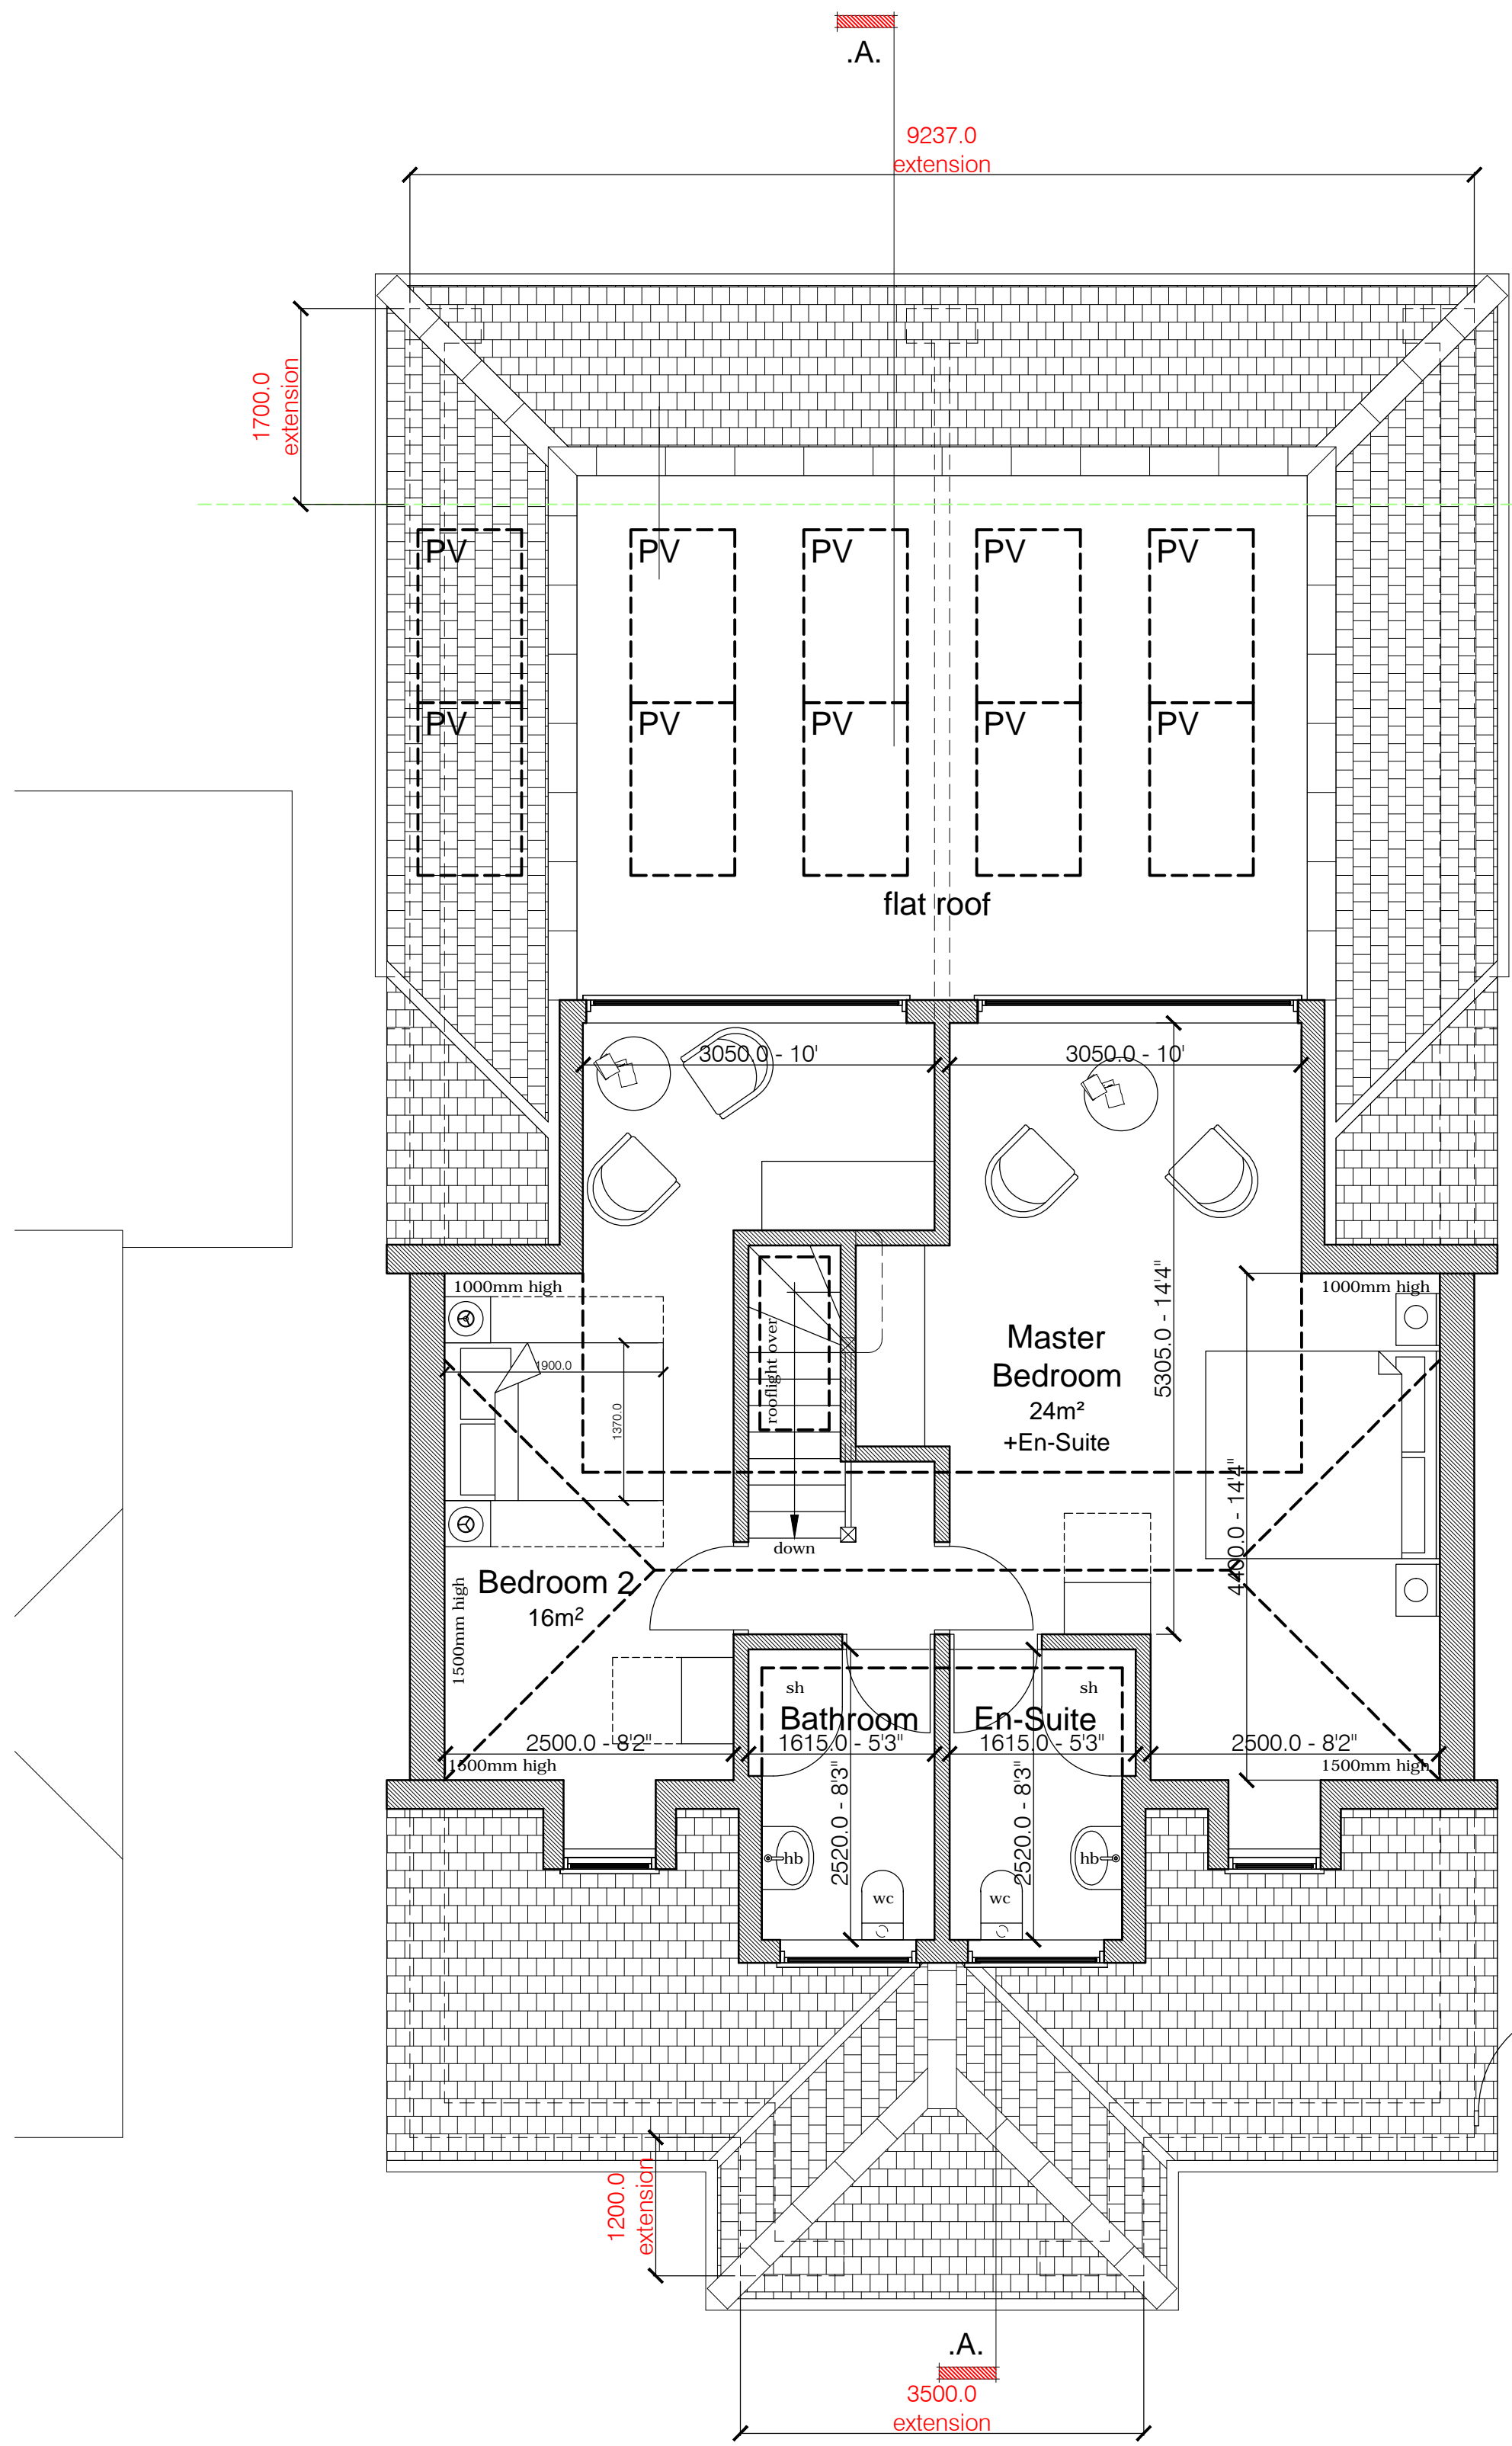 .A.
9237.0
extension
1700.0
extension
PV
PV
PV
PV
PV
PV
PV
PV
PV
PV
flat roof
3050.0 - 10'
3050.0 - 10'
1000mm high
1000mm high
5305.0 - 14'4"
rooflight over
Master
Bedroom
24m²
+En-Suite
1900.0
1370.0
4400.0 - 14'4"
down
Bedroom 2
16m²
1500mm high
sh
sh
Bathroom
En-Suite
2500.0 - 8'2"
1615.0 - 5'3"
1615.0 - 5'3"
2500.0 - 8'2"
1500mm high
1500mm high
2520.0 - 8'3"
2520.0 - 8'3"
hb
hb
wc
wc
1200.0
extension
.A.
3500.0
extension